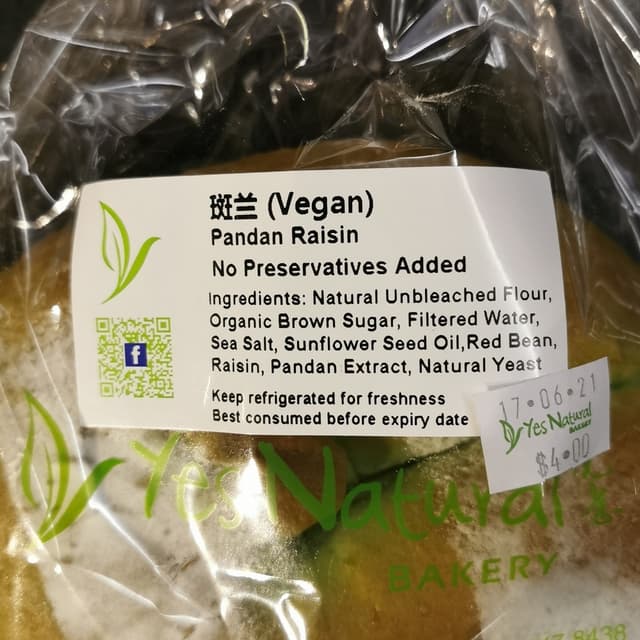 斑兰 (Vegan)
Pandan Raisin
No Preservatives Added
Ingredients: Natural Unbleached Flour,
Organic Brown Sugar, Filtered Water,
Sea Salt, Sunflower Seed Oil,Red Bean,
Raisin, Pandan Extract, Natural Yeast
Keep refrigerated for freshness
Best consumed before expiry date
17•06•21
Yes Natural
BAKERY
$4•00
Yes Natural
BAKERY
8438